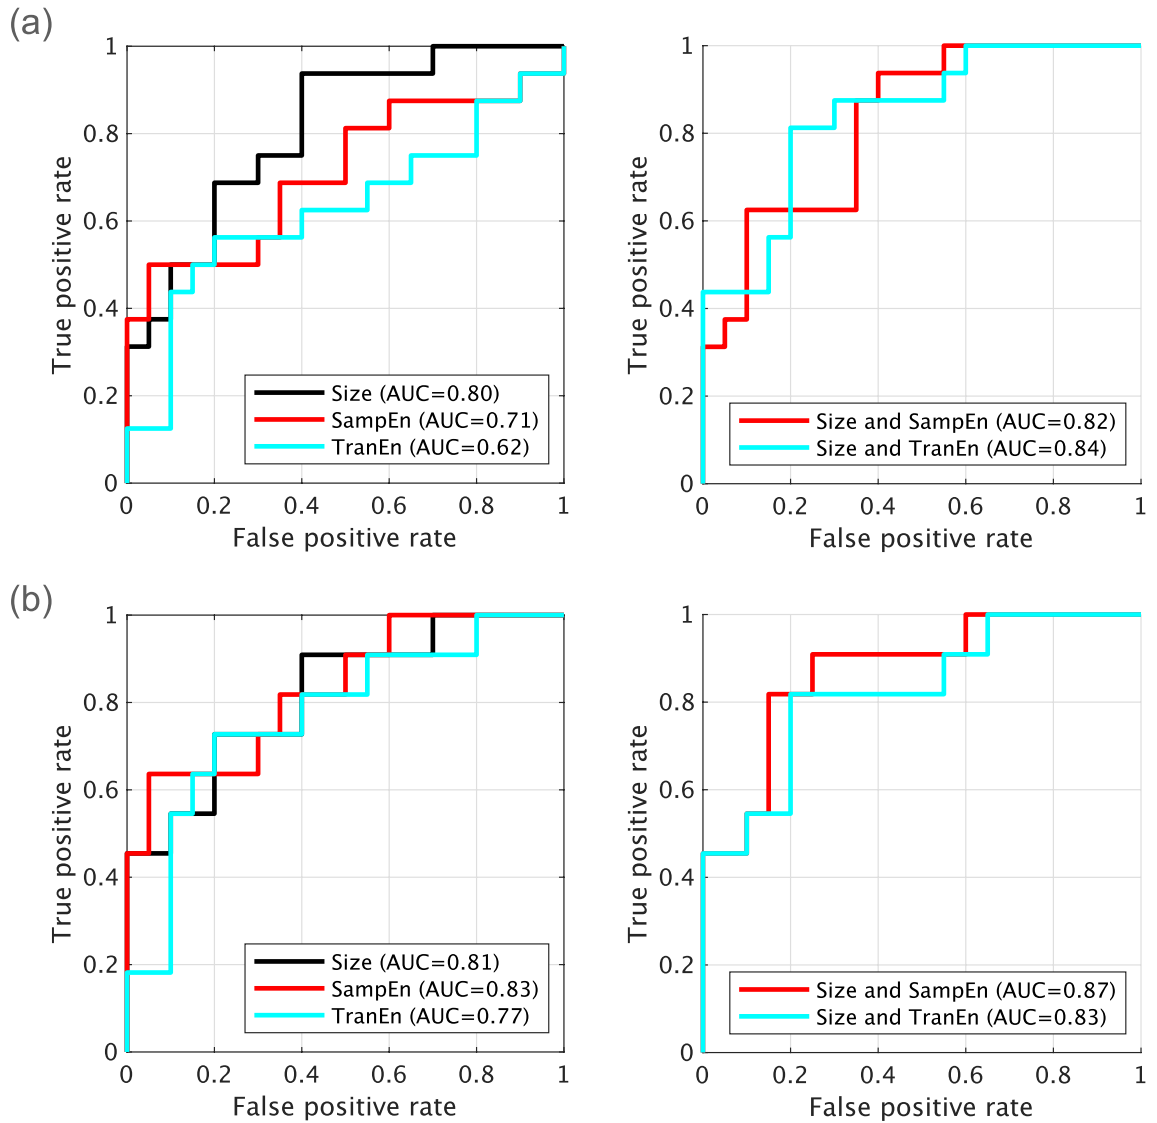 (a)
1
0.8
0.6
0.4
0.2
0
True positive rate
Size (AUC=0.80)
SampEn (AUC=0.71)
TranEn (AUC=0.62)
0 0.2 0.4 0.6 0.8 1
False positive rate
1
0.8
0.6
0.4
0.2
0
True positive rate
Size and SampEn (AUC=0.82)
Size and TranEn (AUC=0.84)
0 0.2 0.4 0.6 0.8 1
False positive rate
(b)
1
0.8
0.6
0.4
0.2
0
True positive rate
Size (AUC=0.81)
SampEn (AUC=0.83)
TranEn (AUC=0.77)
0 0.2 0.4 0.6 0.8 1
False positive rate
1
0.8
0.6
0.4
0.2
0
True positive rate
Size and SampEn (AUC=0.87)
Size and TranEn (AUC=0.83)
0 0.2 0.4 0.6 0.8 1
False positive rate